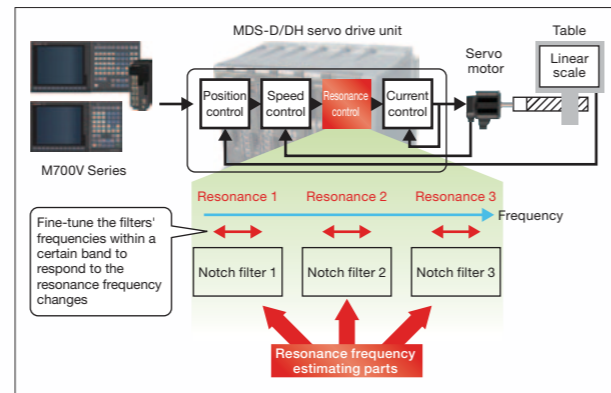 MDS-D/DH servo drive unit
Table
Servo
motor
Linear
scale
Position
control
Speed
control
Resonance
control
Current
control
M700V Series
Resonance 1
Resonance 2
Resonance 3
Frequency
Fine-tune the filters'
frequencies within a
certain band to
respond to the
resonance frequency
changes
Notch filter 1
Notch filter 2
Notch filter 3
Resonance frequency
estimating parts